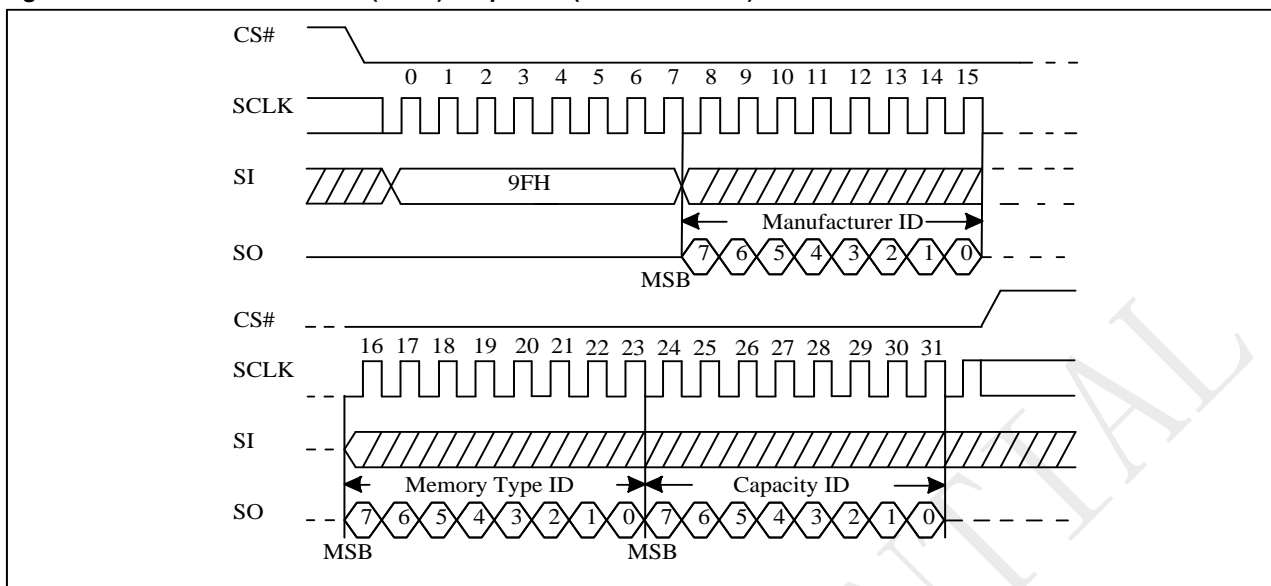 CS#
0 1 2 3 4 5 6 7 8 9 10 11 12 13 14 15
SCLK
SI
9FH
Manufacturer ID
SO
7 6 5 4 3 2 1 0
MSB
CS#
16 17 18 19 20 21 22 23 24 25 26 27 28 29 30 31
SCLK
SI
Memory Type ID Capacity ID
SO
7 6 5 4 3 2 1 0 7 6 5 4 3 2 1 0
MSB MSB